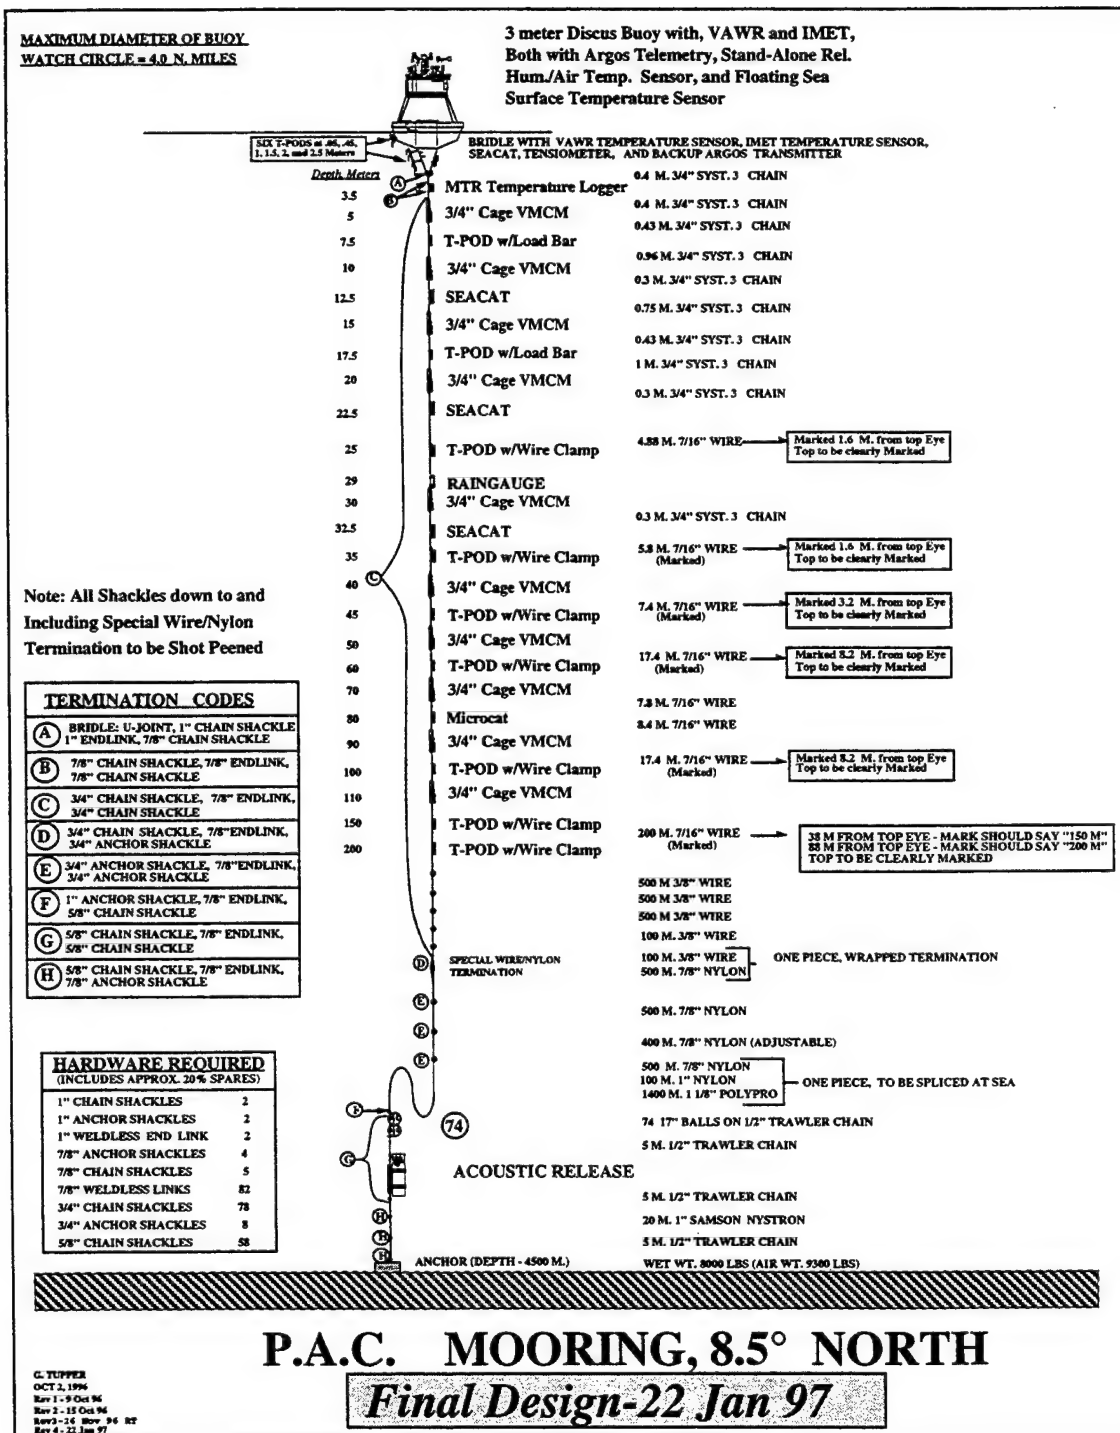 MAXIMUM DIAMETER OF BUOY
WATCH CIRCLE = 4.0 N. MILES
3 meter Discus Buoy with, VAWR and IMET,
Both with Argos Telemetry, Stand-Alone Rel.
Hum./Air Temp. Sensor, and Floating Sea
Surface Temperature Sensor
SIX T-PODS at .05, .45,
1, 1.5, 2, and 2.5 Meters
BRIDLE WITH VAWR TEMPERATURE SENSOR, IMET TEMPERATURE SENSOR,
SEACAT, TENSIOMETER, AND BACKUP ARGOS TRANSMITTER
Depth Meters
A
0.4 M. 3/4" SYST. 3 CHAIN
3.5 B MTR Temperature Logger
0.4 M. 3/4" SYST. 3 CHAIN
5 3/4" Cage VMCM
0.43 M. 3/4" SYST. 3 CHAIN
7.5 T-POD w/Load Bar
0.96 M. 3/4" SYST. 3 CHAIN
10 3/4" Cage VMCM
0.3 M. 3/4" SYST. 3 CHAIN
12.5 SEACAT
0.75 M. 3/4" SYST. 3 CHAIN
15 3/4" Cage VMCM
0.43 M. 3/4" SYST. 3 CHAIN
17.5 T-POD w/Load Bar
1 M. 3/4" SYST. 3 CHAIN
20 3/4" Cage VMCM
0.3 M. 3/4" SYST. 3 CHAIN
22.5 SEACAT
25 T-POD w/Wire Clamp 4.88 M. 7/16" WIRE
Marked 1.6 M. from top Eye
Top to be clearly Marked
29 RAINGAUGE
30 3/4" Cage VMCM
0.3 M. 3/4" SYST. 3 CHAIN
32.5 SEACAT
35 T-POD w/Wire Clamp 5.8 M. 7/16" WIRE
(Marked)
Marked 1.6 M. from top Eye
Top to be clearly Marked
40 C 3/4" Cage VMCM
45 T-POD w/Wire Clamp 7.4 M. 7/16" WIRE
(Marked)
Marked 3.2 M. from top Eye
Top to be clearly Marked
50 3/4" Cage VMCM
60 T-POD w/Wire Clamp 17.4 M. 7/16" WIRE
(Marked)
Marked 8.2 M. from top Eye
Top to be clearly Marked
70 3/4" Cage VMCM
7.8 M. 7/16" WIRE
80 Microcat
8.4 M. 7/16" WIRE
90 3/4" Cage VMCM
100 T-POD w/Wire Clamp 17.4 M. 7/16" WIRE
(Marked)
Marked 8.2 M. from top Eye
Top to be clearly Marked
110 3/4" Cage VMCM
150 T-POD w/Wire Clamp
200 M. 7/16" WIRE
(Marked)
38 M FROM TOP EYE - MARK SHOULD SAY "150 M"
88 M FROM TOP EYE - MARK SHOULD SAY "200 M"
TOP TO BE CLEARLY MARKED
200 T-POD w/Wire Clamp
500 M 3/8" WIRE
500 M 3/8" WIRE
500 M 3/8" WIRE
100 M. 3/8" WIRE
D SPECIAL WIRE/NYLON
TERMINATION
100 M. 3/8" WIRE
500 M. 7/8" NYLON
ONE PIECE, WRAPPED TERMINATION
E
500 M. 7/8" NYLON
E
400 M. 7/8" NYLON (ADJUSTABLE)
E
500 M. 7/8" NYLON
100 M. 1" NYLON
1400 M. 1 1/8" POLYPRO
ONE PIECE, TO BE SPLICED AT SEA
F
74
74 17" BALLS ON 1/2" TRAWLER CHAIN
5 M. 1/2" TRAWLER CHAIN
G
ACOUSTIC RELEASE
5 M. 1/2" TRAWLER CHAIN
H
20 M. 1" SAMSON NYSTRON
H
5 M. 1/2" TRAWLER CHAIN
H
ANCHOR (DEPTH - 4500 M.)
WET WT. 8000 LBS (AIR WT. 9300 LBS)
Note: All Shackles down to and
Including Special Wire/Nylon
Termination to be Shot Peened
TERMINATION CODES
A BRIDLE: U-JOINT, 1" CHAIN SHACKLE
1" ENDLINK, 7/8" CHAIN SHACKLE
B 7/8" CHAIN SHACKLE, 7/8" ENDLINK,
7/8" CHAIN SHACKLE
C 3/4" CHAIN SHACKLE, 7/8" ENDLINK,
3/4" CHAIN SHACKLE
D 3/4" CHAIN SHACKLE, 7/8"ENDLINK,
3/4" ANCHOR SHACKLE
E 3/4" ANCHOR SHACKLE, 7/8"ENDLINK,
3/4" ANCHOR SHACKLE
F 1" ANCHOR SHACKLE, 7/8" ENDLINK,
5/8" CHAIN SHACKLE
G 5/8" CHAIN SHACKLE, 7/8" ENDLINK,
5/8" CHAIN SHACKLE
H 5/8" CHAIN SHACKLE, 7/8" ENDLINK,
7/8" ANCHOR SHACKLE
HARDWARE REQUIRED
(INCLUDES APPROX. 20% SPARES)
1" CHAIN SHACKLES 2
1" ANCHOR SHACKLES 2
1" WELDLESS END LINK 2
7/8" ANCHOR SHACKLES 4
7/8" CHAIN SHACKLES 5
7/8" WELDLESS LINKS 82
3/4" CHAIN SHACKLES 78
3/4" ANCHOR SHACKLES 8
5/8" CHAIN SHACKLES 58
P.A.C. MOORING, 8.5° NORTH
Final Design-22 Jan 97
G. TUPPER
OCT 2, 1996
Rev 1 - 9 Oct 96
Rev 2 - 15 Oct 96
Rev3 - 26 Nov 96 RT
Rev 4 - 22 Jan 97